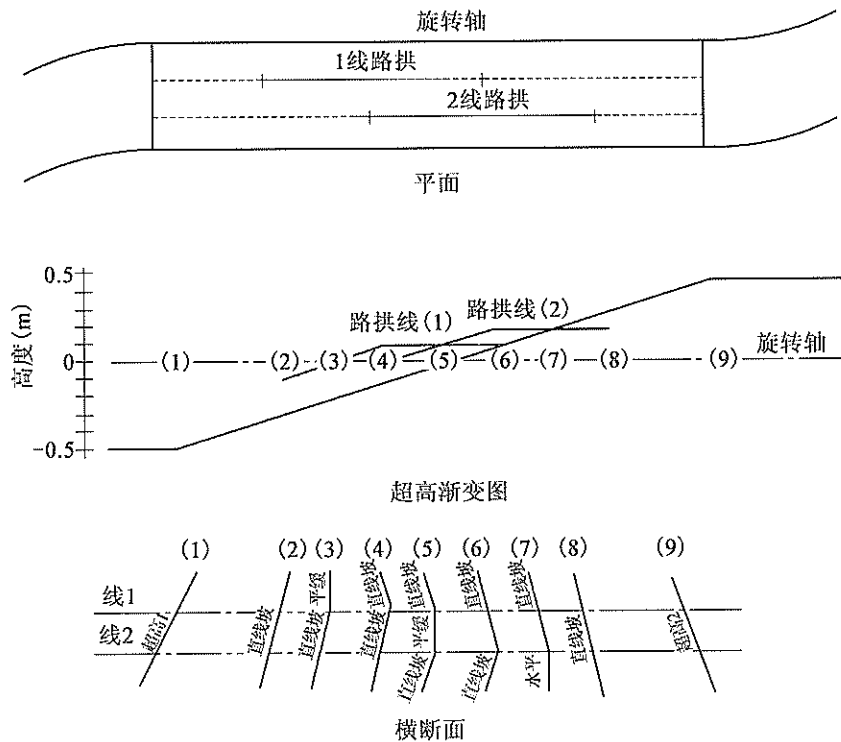 旋转轴
1线路拱
2线路拱
平面
高度(m)
0.5
0
-0.5
路拱线(1)
路拱线(2)
(1) (2) (3) (4) (5) (6) (7) (8) (9)
旋转轴
超高渐变图
(1) (2) (3) (4) (5) (6) (7) (8) (9)
线1
线2
超高1
直线坡
平缓
直线坡
直线坡
直线坡
直线坡
平缓
直线坡
直线坡
直线坡
直线坡
水平
直线坡
超高2
横断面